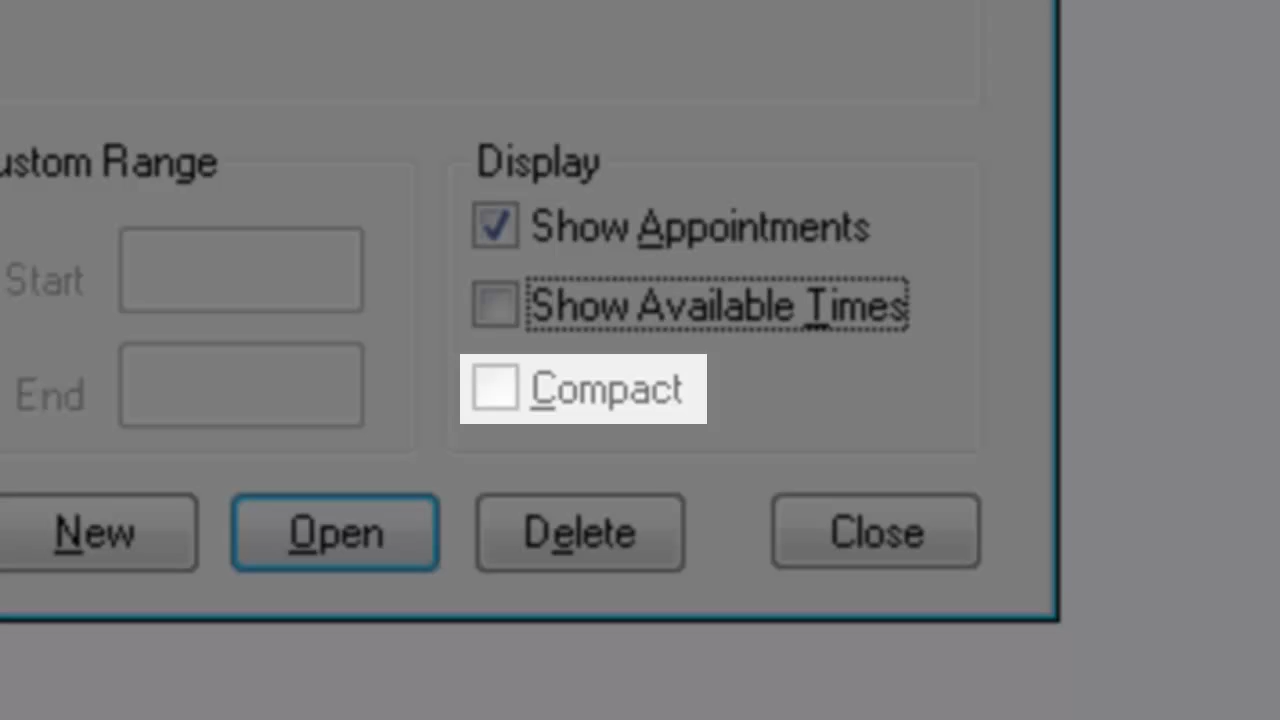 ustom Range
Display
Show Appointments
Start
Show Available Times
End
Compact
New Open Delete Close